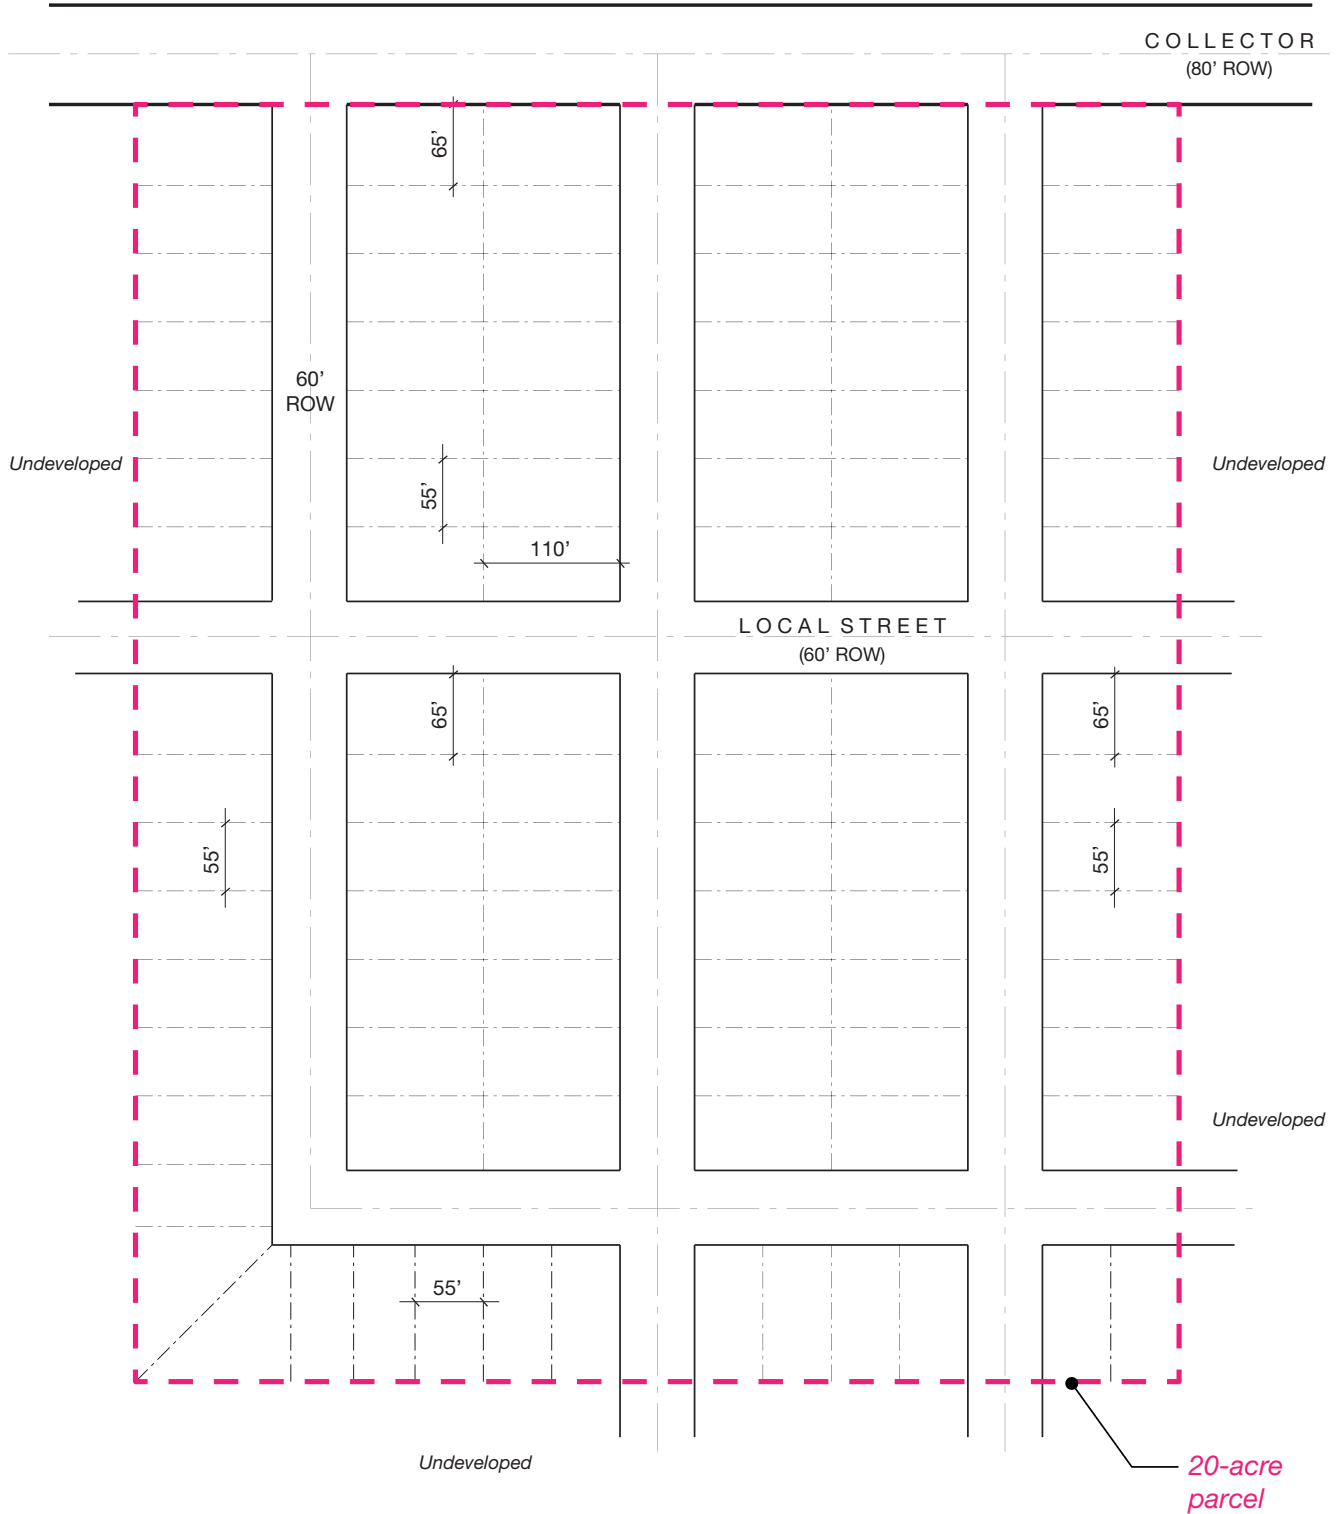 COLLECTOR
(80’ ROW)
65’
60’
ROW
Undeveloped
Undeveloped
55’
110’
LOCAL STREET
(60’ ROW)
65’
65’
55’
55’
Undeveloped
55’
Undeveloped
20-acre
parcel